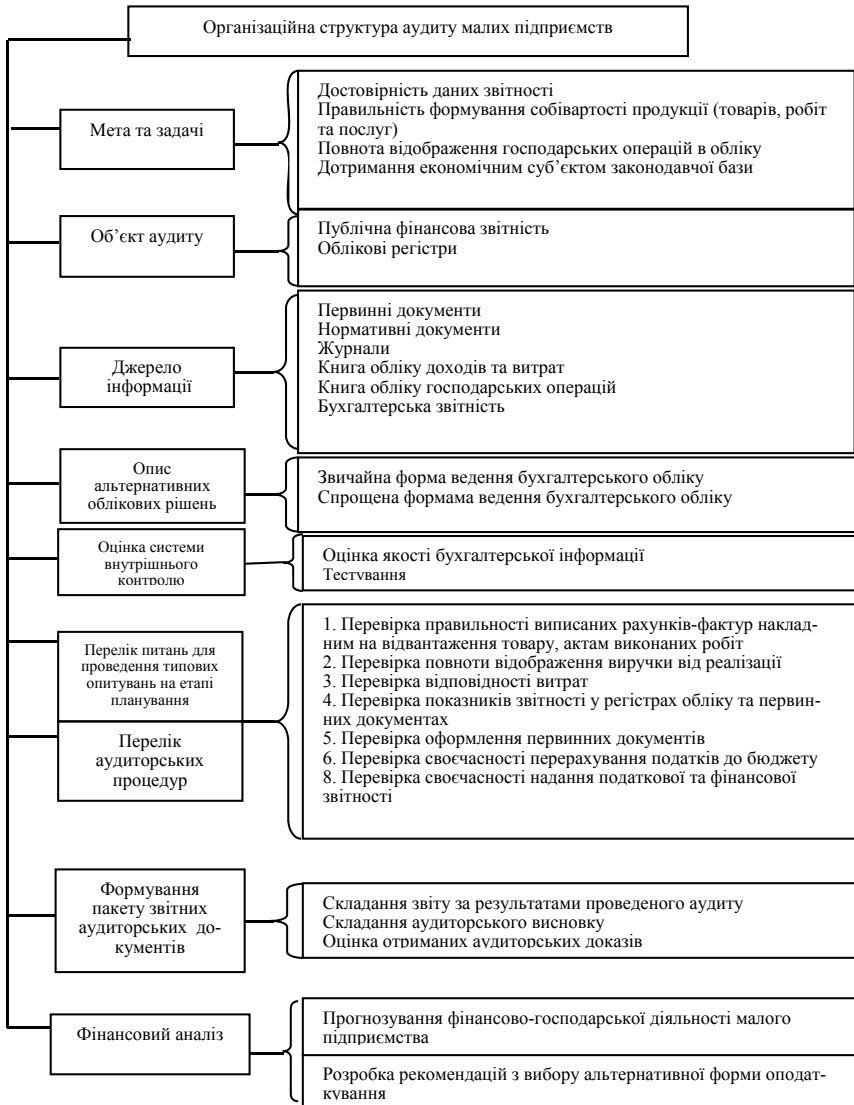 Організаційна структура аудиту малих підприємств
Мета та задачі
Достовірність даних звітності
Правильність формування собівартості продукції (товарів, робіт
та послуг)
Повнота відображення господарських операцій в обліку
Дотримання економічним суб’єктом законодавчої бази
Об’єкт аудиту
Публічна фінансова звітність
Облікові регістри
Джерело
інформації
Первинні документи
Нормативні документи
Журнали
Книга обліку доходів та витрат
Книга обліку господарських операцій
Бухгалтерська звітність
Опис
альтернативних
облікових рішень
Звичайна форма ведення бухгалтерського обліку
Спрощена формама ведення бухгалтерського обліку
Оцінка системи
внутрішнього
контролю
Оцінка якості бухгалтерської інформації
Тестування
Перелік питань для
проведення типових
опитувань на етапі
планування
Перелік
аудиторських
процедур
1. Перевірка правильності виписаних рахунків-фактур наклад-
ним на відвантаження товару, актам виконаних робіт
2. Перевірка повноти відображення виручки від реалізації
3. Перевірка відповідності витрат
4. Перевірка показників звітності у регістрах обліку та первин-
них документах
5. Перевірка оформлення первинних документів
6. Перевірка своєчасності перерахування податків до бюджету
8. Перевірка своєчасності надання податкової та фінансової
звітності
Формування
пакету звітних
аудиторських до-
кументів
Складання звіту за результатами проведеного аудиту
Складання аудиторського висновку
Оцінка отриманих аудиторських доказів
Фінансовий аналіз
Прогнозування фінансово-господарської діяльності малого
підприємства
Розробка рекомендацій з вибору альтернативної форми оподат-
кування